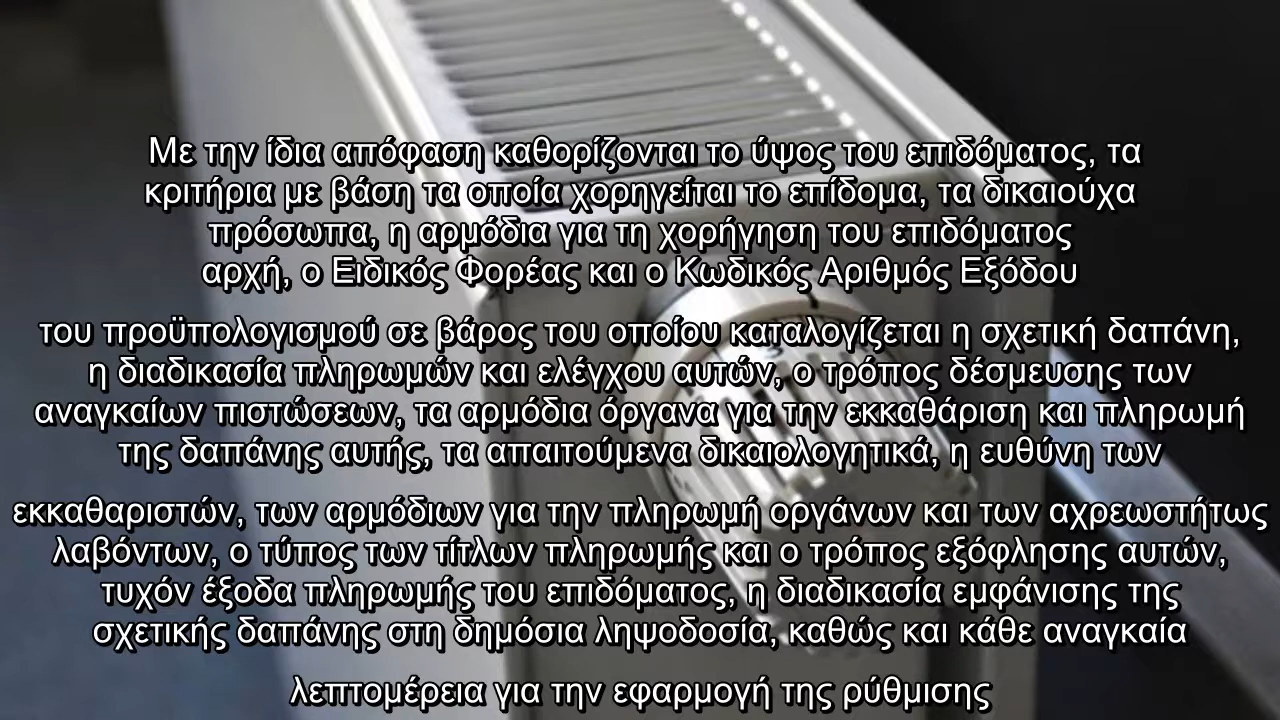 Με την ίδια απόφαση καθορίζονται το ύψος του επιδόματος, τα
κριτήρια με βάση τα οποία χορηγείται το επίδομα, τα δικαιούχα
πρόσωπα, η αρμόδια για τη χορήγηση του επιδόματος
αρχή, ο Ειδικός Φορέας και ο Κωδικός Αριθμός Εξόδου
του προϋπολογισμού σε βάρος του οποίου καταλογίζεται η σχετική δαπάνη,
η διαδικασία πληρωμών και ελέγχου αυτών, ο τρόπος δέσμευσης των
αναγκαίων πιστώσεων, τα αρμόδια όργανα για την εκκαθάριση και πληρωμή
της δαπάνης αυτής, τα απαιτούμενα δικαιολογητικά, η ευθύνη των
εκκαθαριστών, των αρμόδιων για την πληρωμή οργάνων και των αχρεωστήτως
λαβόντων, ο τύπος των τίτλων πληρωμής και ο τρόπος εξόφλησης αυτών,
τυχόν έξοδα πληρωμής του επιδόματος, η διαδικασία εμφάνισης της
σχετικής δαπάνης στη δημόσια ληψοδοσία, καθώς και κάθε αναγκαία
λεπτομέρεια για την εφαρμογή της ρύθμισης